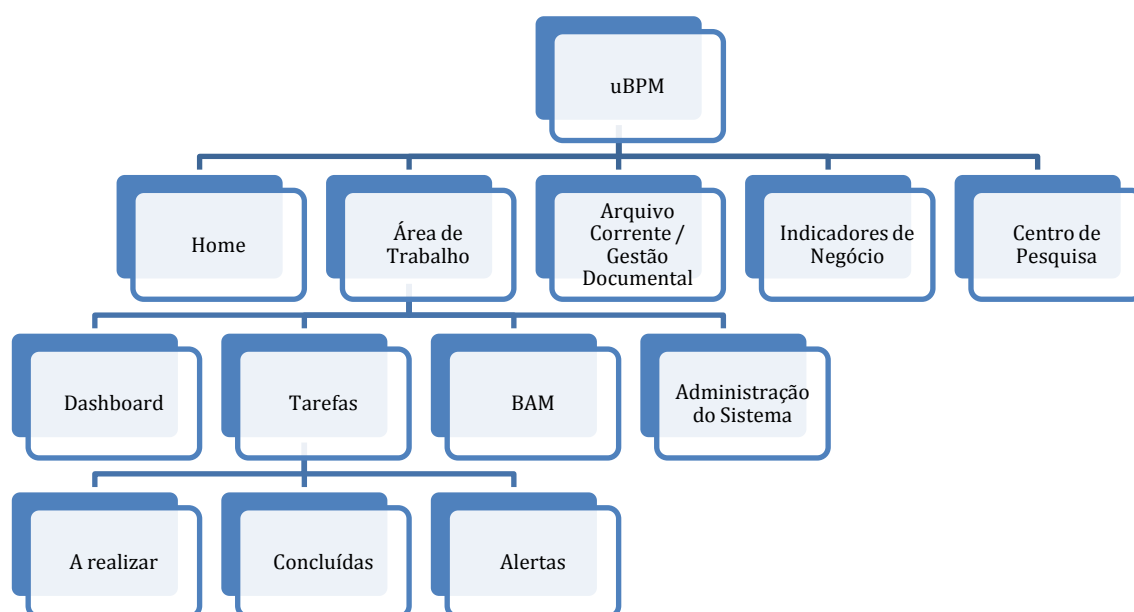 uBPM
Home
Área de
Trabalho
Arquivo
Corrente /
Gestão
Documental
Indicadores de
Negócio
Centro de
Pesquisa
Dashboard
Tarefas
BAM
Administração
do Sistema
A realizar
Concluídas
Alertas